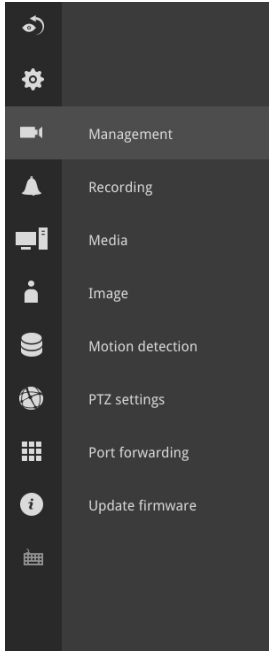 Management
Recording
Media
Image
Motion detection
PTZ settings
Port forwarding
Update firmware